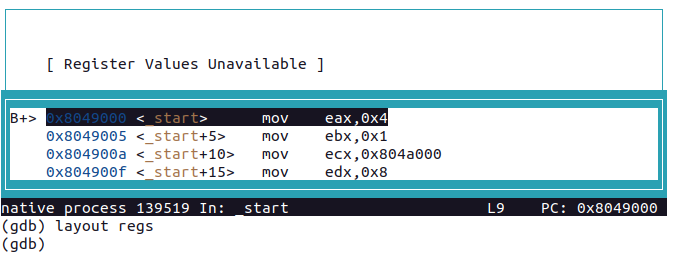 [ Register Values Unavailable ]
B+> 0x8049000 <_start> mov eax,0x4
0x8049005 <_start+5> mov ebx,0x1
0x804900a <_start+10> mov ecx,0x804a000
0x804900f <_start+15> mov edx,0x8
native process 139519 In: _start L9 PC: 0x8049000
(gdb) layout regs
(gdb)